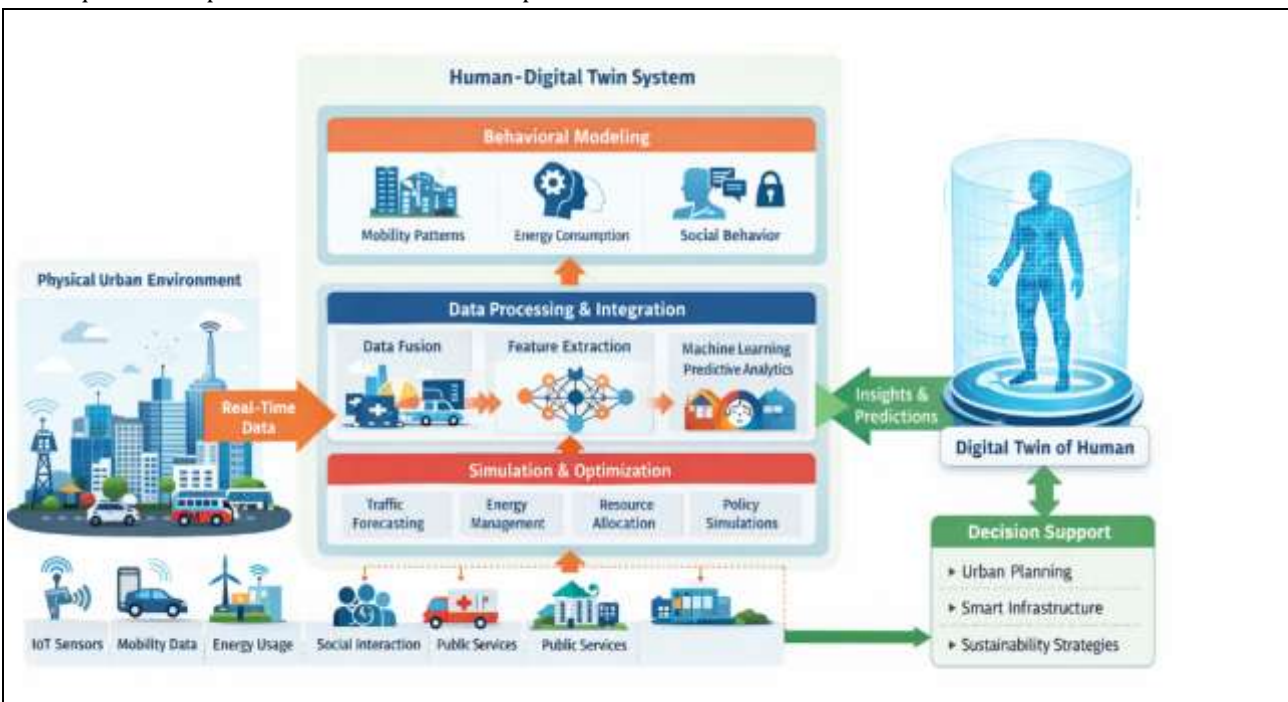 Human-Digital Twin System
Behavioral Modeling
Mobility Patterns
Energy Consumption
Social Behavior
Physical Urban Environment
Data Processing & Integration
Data Fusion
Feature Extraction
Machine Learning
Predictive Analytics
Real-Time
Data
Insights &
Predictions
Digital Twin of Human
Simulation & Optimization
Traffic
Forecasting
Energy
Management
Resource
Allocation
Policy
Simulations
Decision Support
Urban Planning
Smart Infrastructure
Sustainability Strategies
IoT Sensors
Mobility Data
Energy Usage
Social Interaction
Public Services
Public Services